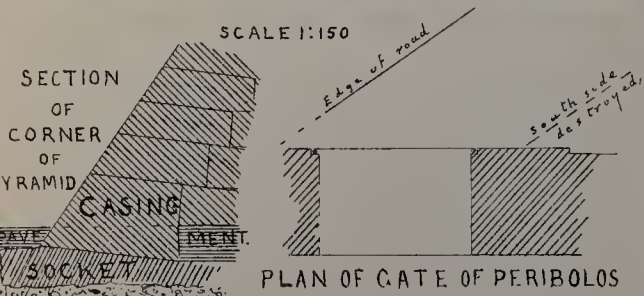 SCALE 1:150
SECTION
OF
CORNER
OF
YRAMID
CASING
PAVE MENT.
SOCKET
Edge of road
South side
destroyed.
PLAN OF GATE OF PERIBOLOS